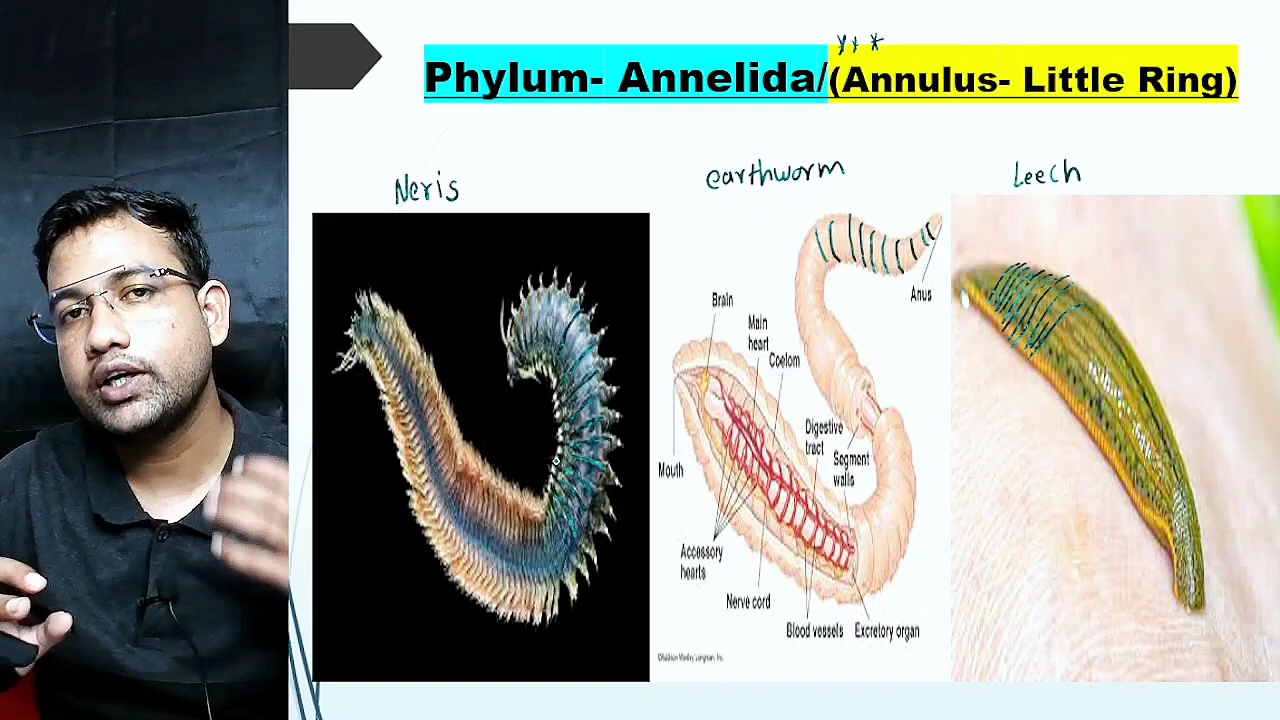 Phylum- Annelida/(Annulus- Little Ring)
Neris
earthworm
Leech
Brain
Main
heart
Coelom
Anus
Digestive
tract
Segment
walls
Mouth
Accessory
hearts
Nerve cord
Blood vessels
Excretory organ